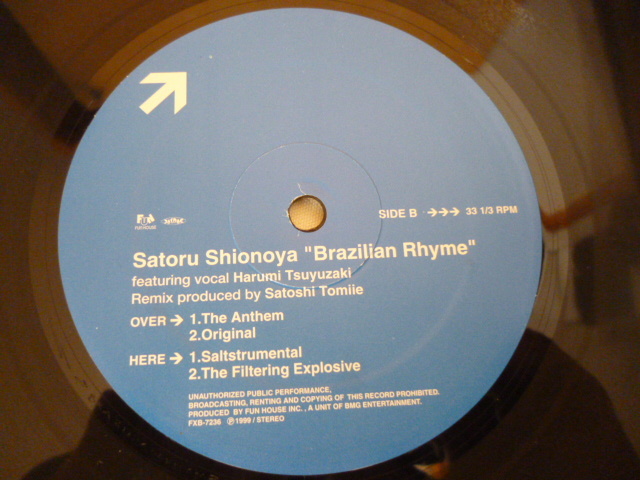 SIDE B →→→ 33 1/3 RPM
Satoru Shionoya "Brazilian Rhyme"
featuring vocal Harumi Tsuyuzaki
Remix produced by Satoshi Tomiie
OVER → 1.The Anthem
2.Original
HERE → 1.Saltstrumental
2.The Filtering Explosive
UNAUTHORIZED PUBLIC PERFORMANCE,
BROADCASTING, RENTING AND COPYING OF THIS RECORD PROHIBITED.
PRODUCED BY FUN HOUSE INC. , A UNIT OF BMG ENTERTAINMENT.
FXB-7236 ℗1999 / STEREO